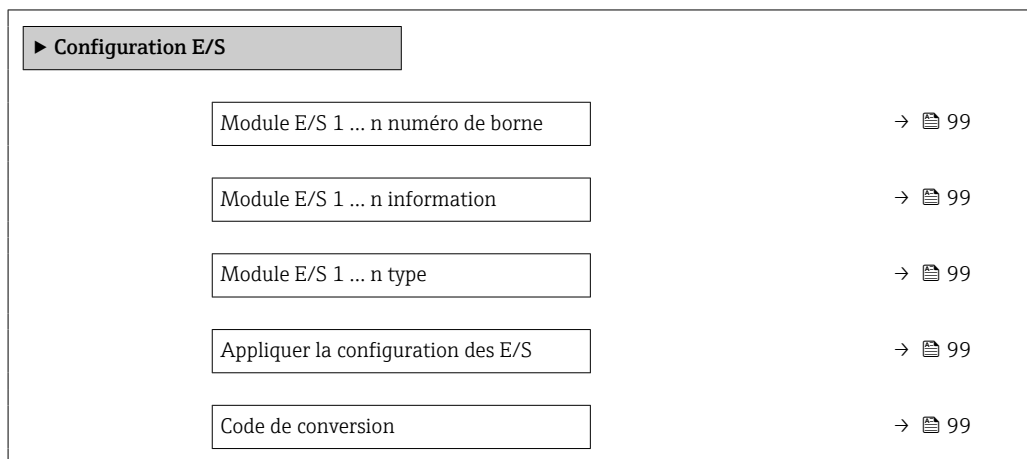 ► Configuration E/S
Module E/S 1 … n numéro de borne → 99
Module E/S 1 … n information → 99
Module E/S 1 … n type → 99
Appliquer la configuration des E/S → 99
Code de conversion → 99